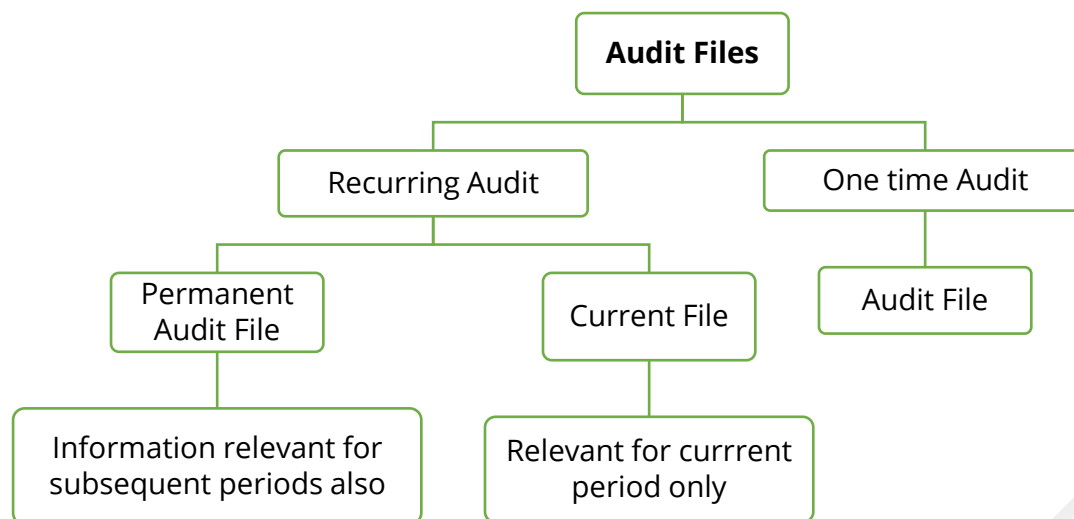 Audit Files
Recurring Audit
One time Audit
Permanent
Audit File
Current File
Audit File
Information relevant for
subsequent periods also
Relevant for currrent
period only